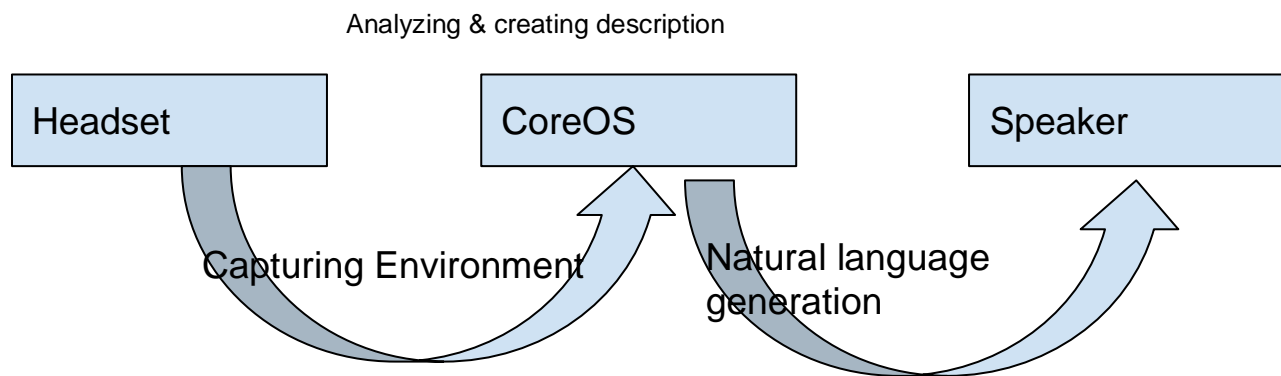 Analyzing & creating description
Headset
CoreOS
Speaker
Capturing Environment
Natural language
generation